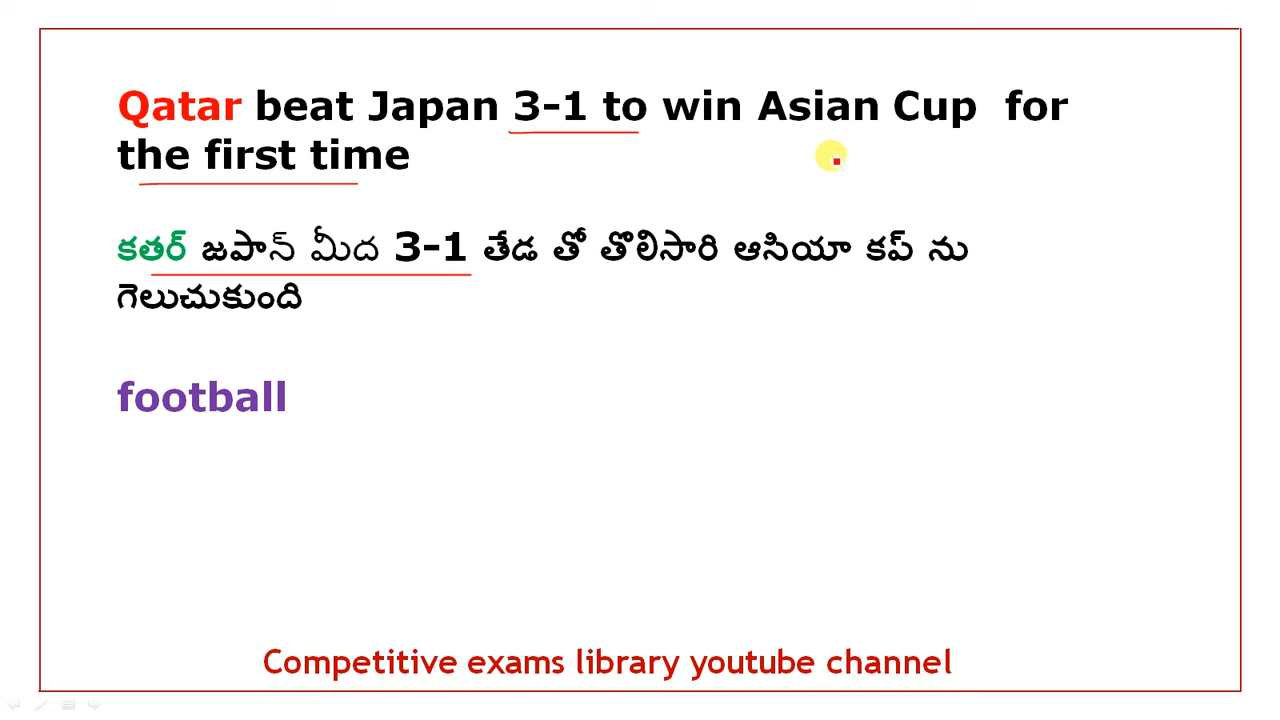 Qatar beat Japan 3-1 to win Asian Cup for
the first time
కతర్ జపాన్ మీద 3-1 తేడ తో తొలిసారి ఆసియా కప్ ను
గెలుచుకుంది
football
Competitive exams library youtube channel